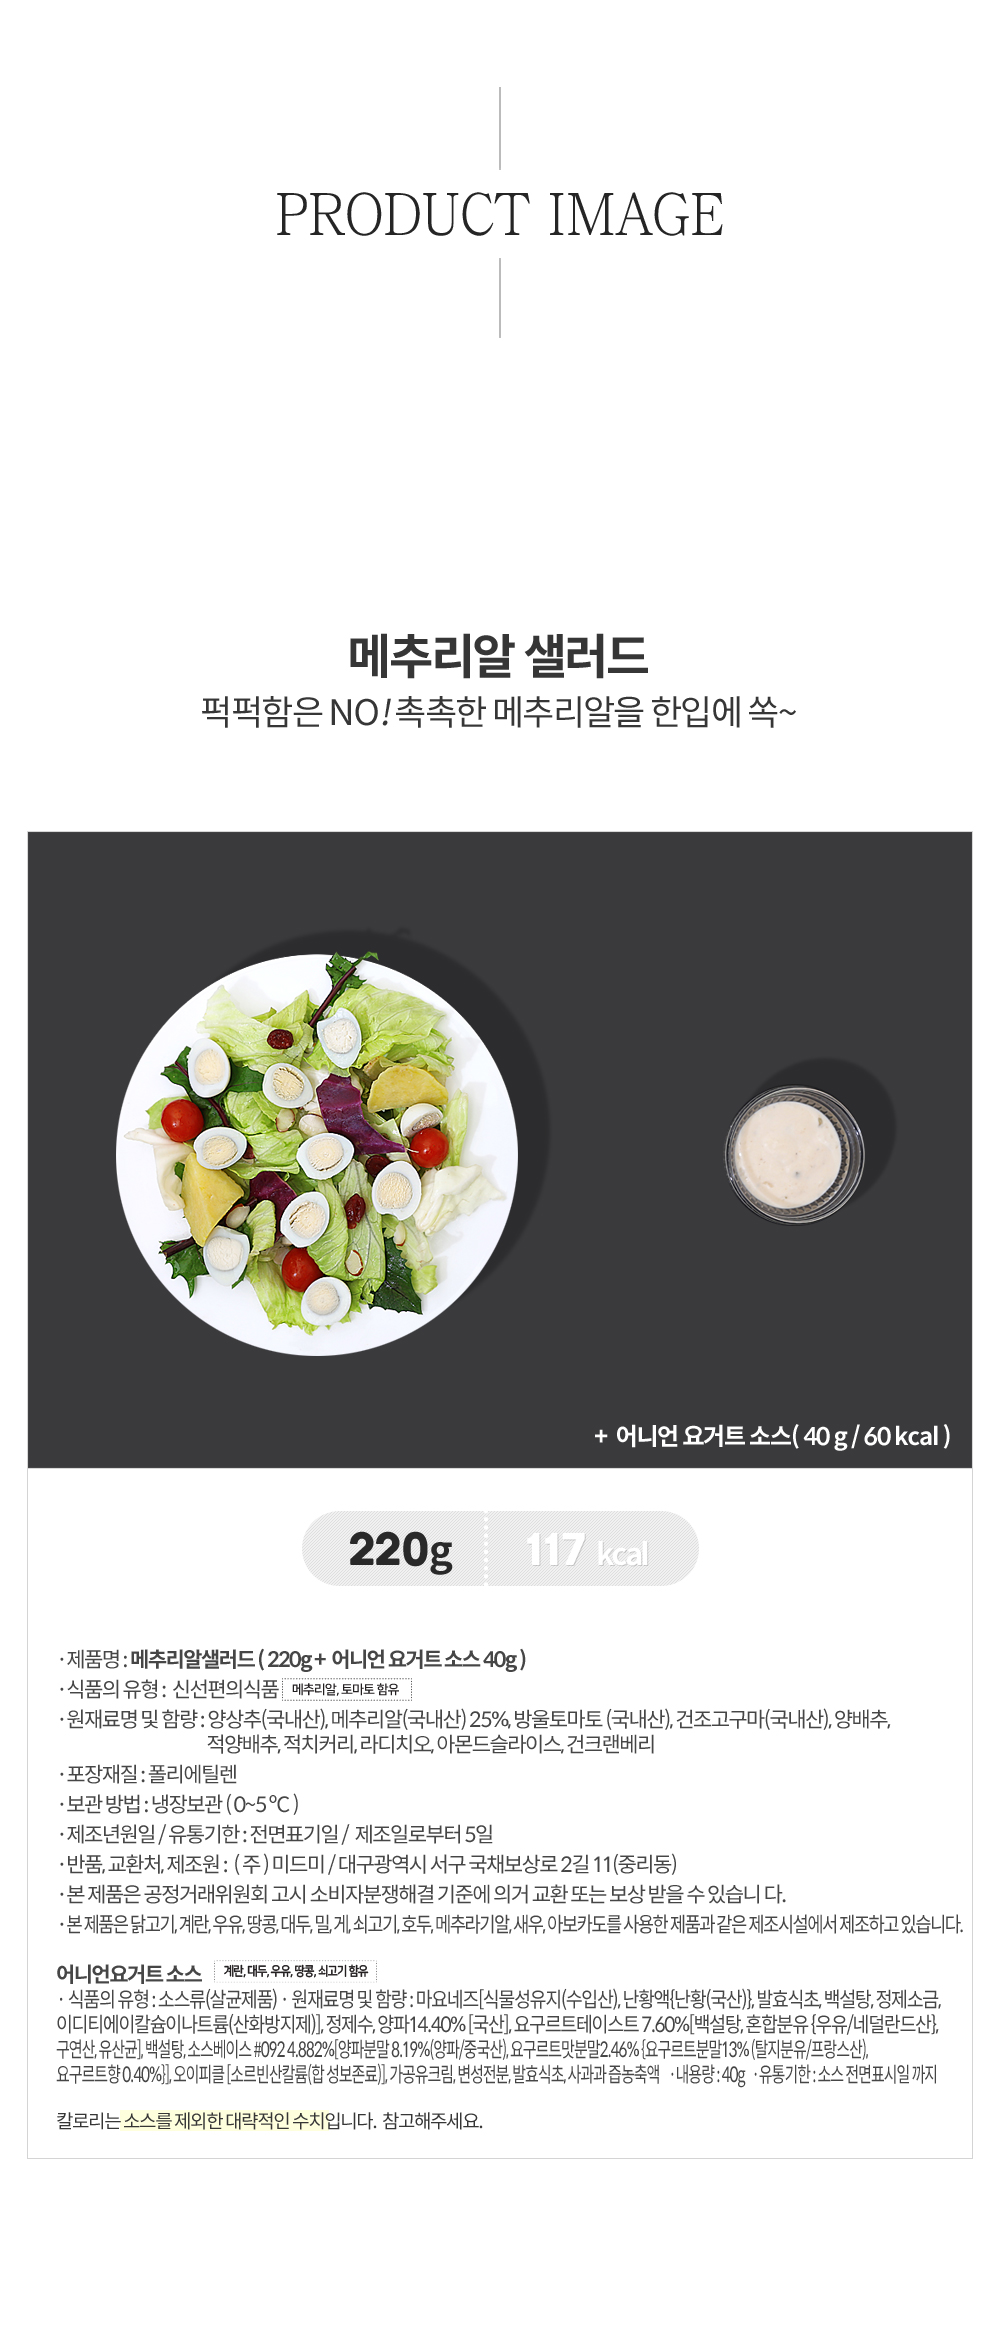 PRODUCT IMAGE
메추리알 샐러드
퍽퍽함은 NO! 촉촉한 메추리알을 한입에 쏙~
+ 어니언 요거트 소스( 40 g / 60 kcal )
220g 117 kcal
· 제품명 : 메추리알샐러드 ( 220g + 어니언 요거트 소스 40g )
· 식품의 유형 : 신선편의식품 메추리알, 토마토 함유
· 원재료명 및 함량 : 양상추(국내산), 메추리알(국내산) 25%, 방울토마토 (국내산), 건조고구마(국내산), 양배추,
적양배추, 적치커리, 라디치오, 아몬드슬라이스, 건크랜베리
· 포장재질 : 폴리에틸렌
· 보관 방법 : 냉장보관 ( 0~5 ºC )
· 제조년원일 / 유통기한 : 전면표기일 / 제조일로부터 5일
· 반품, 교환처, 제조원 : ( 주 ) 미드미 / 대구광역시 서구 국채보상로 2길 11(중리동)
· 본 제품은 공정거래위원회 고시 소비자분쟁해결 기준에 의거 교환 또는 보상 받을 수 있습니 다.
· 본 제품은 닭고기, 계란, 우유, 땅콩, 대두, 밀, 게, 쇠고기, 호두, 메추라기알, 새우, 아보카도를 사용한 제품과 같은 제조시설에서 제조하고 있습니다.
어니언요거트 소스 계란, 대두, 우유, 땅콩, 쇠고기 함유
· 식품의 유형 : 소스류(살균제품) · 원재료명 및 함량 : 마요네즈[식물성유지(수입산), 난황액{난황(국산)}, 발효식초, 백설탕, 정제소금,
이디티에이칼슘이나트륨(산화방지제)], 정제수, 양파14.40% [국산], 요구르트테이스트 7.60%[백설탕, 혼합분유 {우유/네덜란드산},
구연산, 유산균], 백설탕, 소스베이스 #092 4.882%[양파분말 8.19%(양파/중국산), 요구르트맛분말2.46% {요구르트분말13% (탈지분유/프랑스산),
요구르트향 0.40%}], 오이피클 [소르빈산칼륨(합성보존료)], 가공유크림, 변성전분, 발효식초, 사과과즙농축액 · 내용량 : 40g · 유통기한 : 소스 전면표시일 까지
칼로리는 소스를 제외한 대략적인 수치입니다. 참고해주세요.